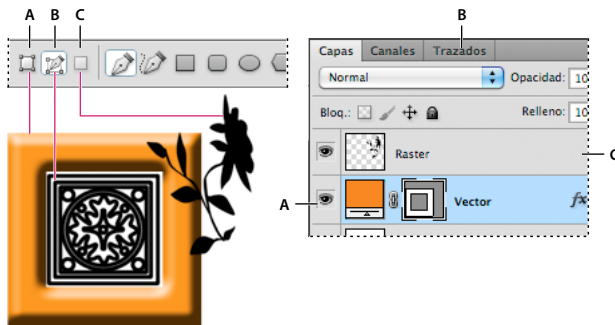 A B C
B
Capas Canales Trazados
Normal Opacidad: 10
Bloq.: Relleno: 10
Raster
C
A
Vector fx